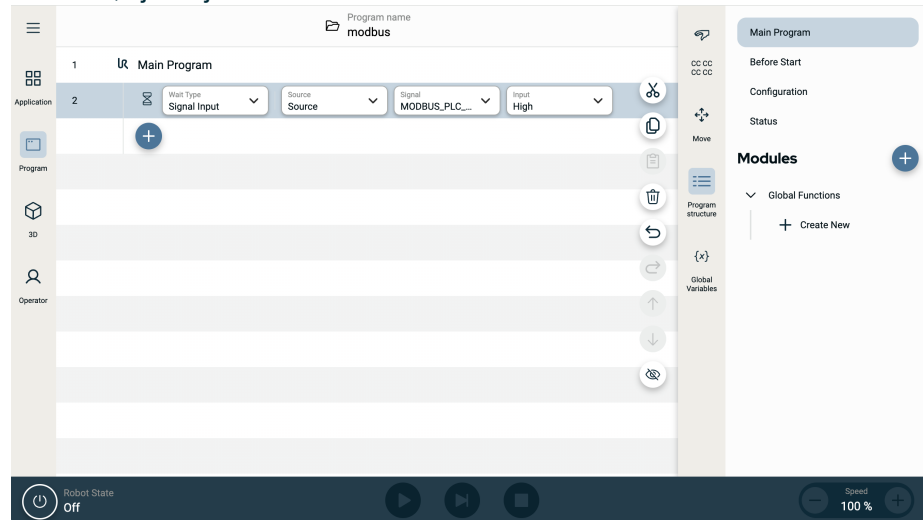 Program name
modbus
Application
Program
3D
Operator
1 Main Program
2 Wait Type Source Signal Input
Signal Input Source MODBUS_PLC_... High
CC CC
CC CC
Move
Program
structure
{x}
Global
Variables
Main Program
Before Start
Configuration
Status
Modules
Global Functions
Create New
Robot State
Off
Speed
100 %